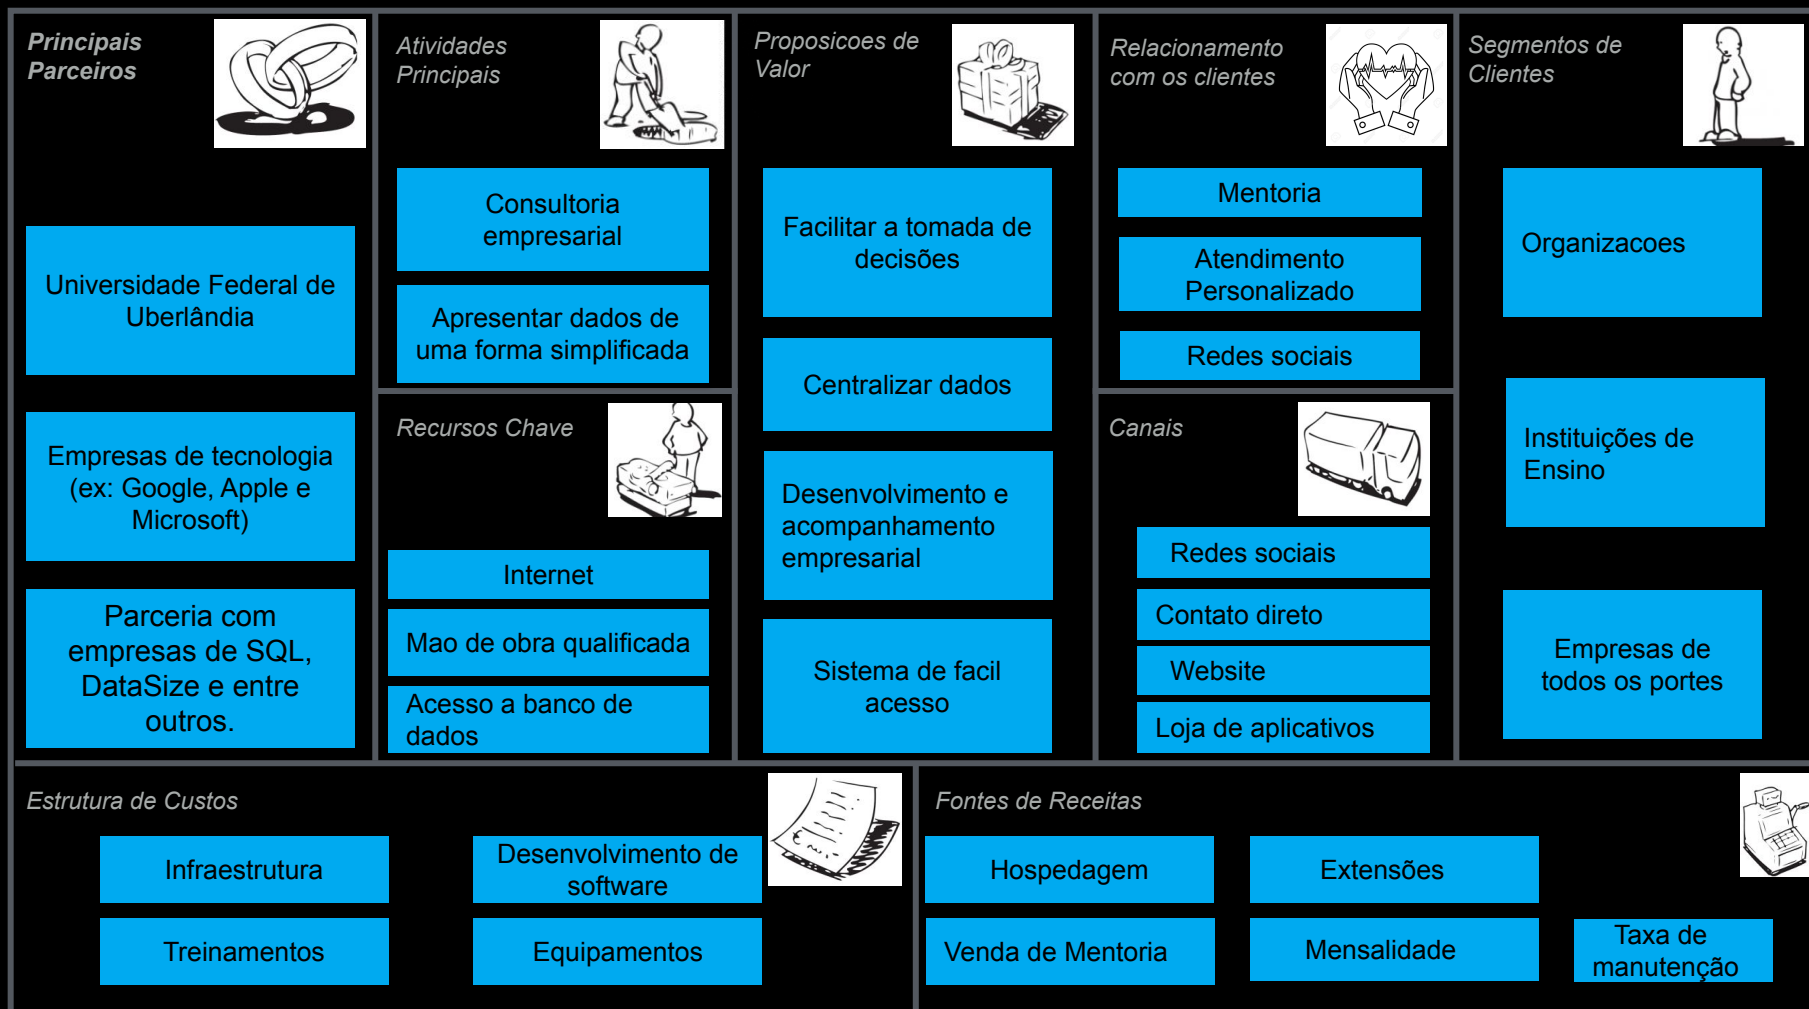 Principais
Parceiros
Universidade Federal de
Uberlândia
Empresas de tecnologia
(ex: Google, Apple e
Microsoft)
Parceria com
empresas de SQL,
DataSize e entre
outros.
Atividades
Principais
Consultoria
empresarial
Apresentar dados de
uma forma simplificada
Recursos Chave
Internet
Mao de obra qualificada
Acesso a banco de
dados
Proposicoes de
Valor
Facilitar a tomada de
decisões
Centralizar dados
Desenvolvimento e
acompanhamento
empresarial
Sistema de facil
acesso
Relacionamento
com os clientes
Mentoria
Atendimento
Personalizado
Redes sociais
Canais
Redes sociais
Contato direto
Website
Loja de aplicativos
Segmentos de
Clientes
Organizacoes
Instituições de
Ensino
Empresas de
todos os portes
Estrutura de Custos
Infraestrutura
Desenvolvimento de
software
Treinamentos
Equipamentos
Fontes de Receitas
Hospedagem
Extensões
Venda de Mentoria
Mensalidade
Taxa de
manutenção